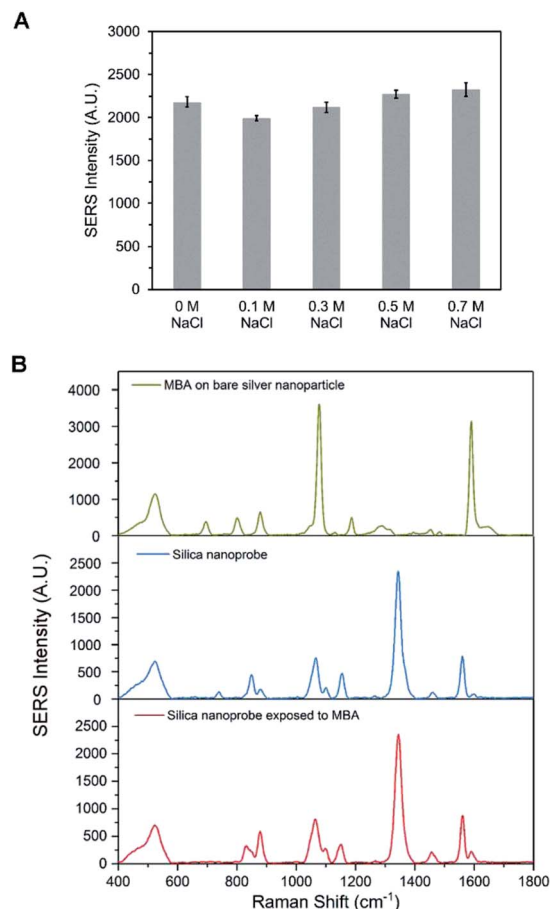 A
SERS Intensity (A.U.)
3000
2500
2000
1500
1000
500
0
0 M 0.1 M 0.3 M 0.5 M 0.7 M
NaCl NaCl NaCl NaCl NaCl
B
SERS Intensity (A.U.)
MBA on bare silver nanoparticle
4000
3000
2000
1000
0
Silica nanoprobe
2500
2000
1500
1000
500
0
Silica nanoprobe exposed to MBA
2500
2000
1500
1000
500
0
400 600 800 1000 1200 1400 1600 1800
Raman Shift (cm⁻¹)